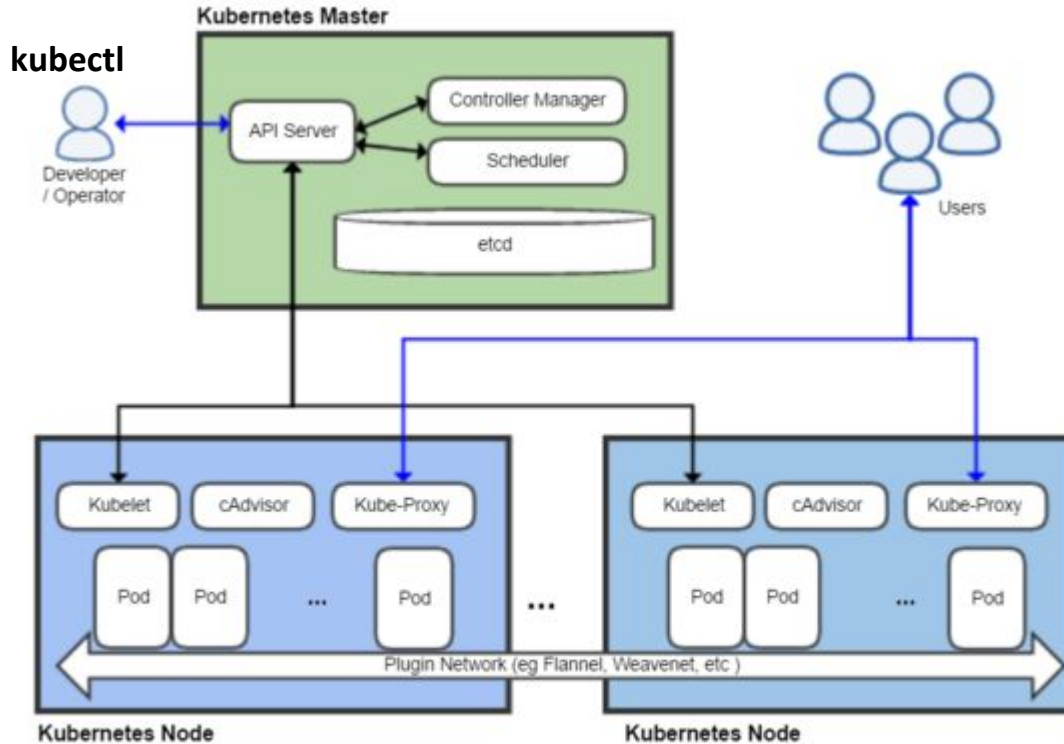 Kubernetes Master
kubectl
API Server
Controller Manager
Scheduler
etcd
Developer
/ Operator
Users
Kubelet
cAdvisor
Kube-Proxy
Pod
Pod
...
Pod
...
Kubelet
cAdvisor
Kube-Proxy
Pod
Pod
...
Pod
Plugin Network (eg Flannel, Weavenet, etc )
Kubernetes Node
Kubernetes Node